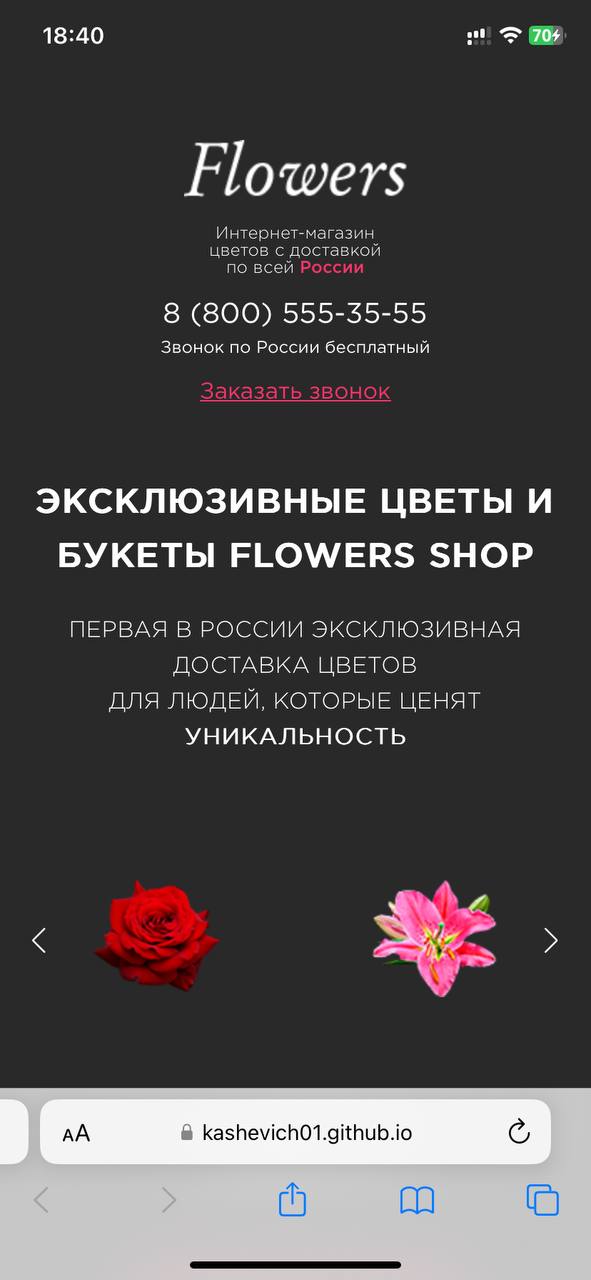 18:40
70
Flowers
Интернет-магазин
цветов с доставкой
по всей России
8 (800) 555-35-55
Звонок по России бесплатный
Заказать звонок
ЭКСКЛЮЗИВНЫЕ ЦВЕТЫ И
БУКЕТЫ FLOWERS SHOP
ПЕРВАЯ В РОССИИ ЭКСКЛЮЗИВНАЯ
ДОСТАВКА ЦВЕТОВ
ДЛЯ ЛЮДЕЙ, КОТОРЫЕ ЦЕНЯТ
УНИКАЛЬНОСТЬ
AA
kashevich01.github.io